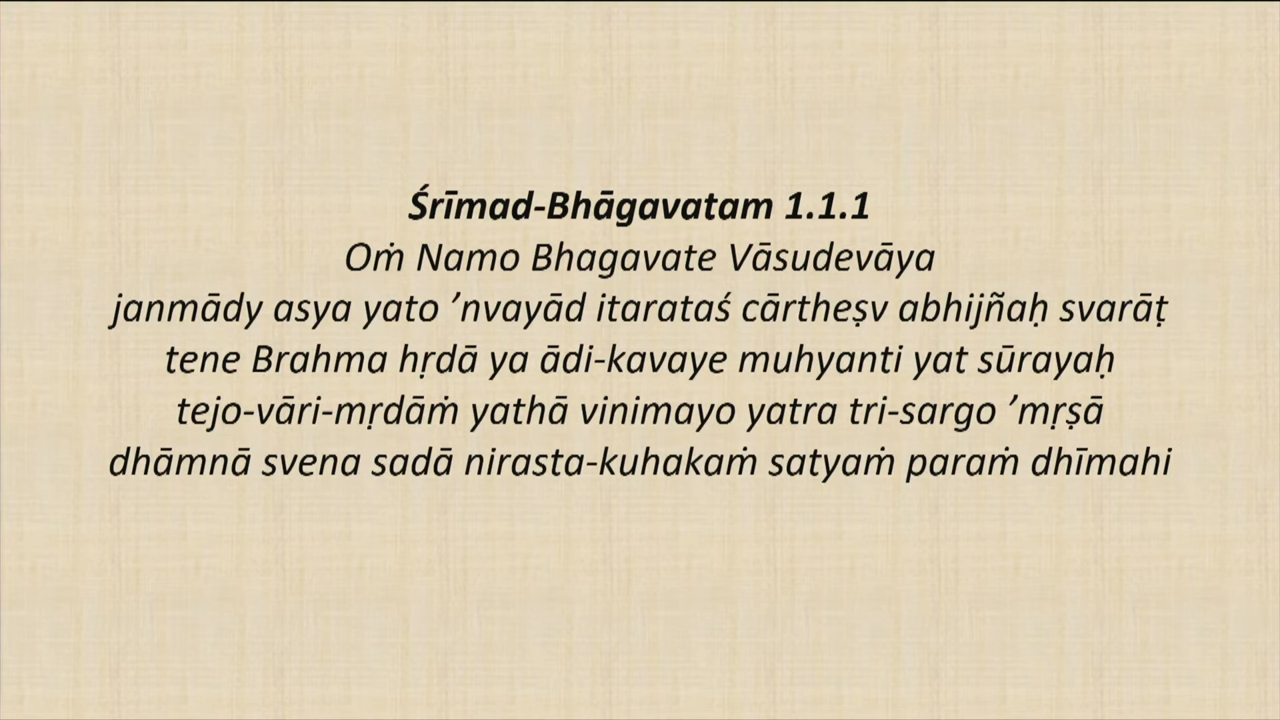 Śrīmad-Bhāgavatam 1.1.1
Oṁ Namo Bhagavate Vāsudevāya
janmādy asya yato ’nvayād itarataś cārtheṣv abhijñaḥ svarāṭ
tene Brahma hṛdā ya ādi-kavaye muhyanti yat sūrayaḥ
tejo-vāri-mṛdāṁ yathā vinimayo yatra tri-sargo ’mṛṣā
dhāmnā svena sadā nirasta-kuhakaṁ satyaṁ paraṁ dhīmahi